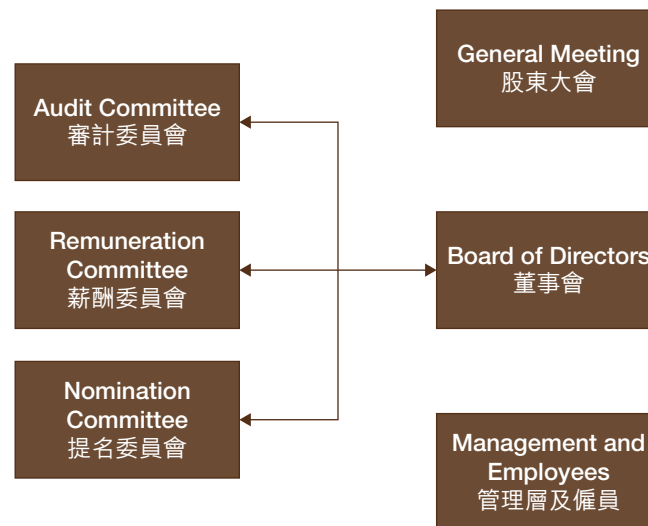 General Meeting
股東大會
Audit Committee
審計委員會
Remuneration
Committee
薪酬委員會
Board of Directors
董事會
Nomination
Committee
提名委員會
Management and
Employees
管理層及僱員